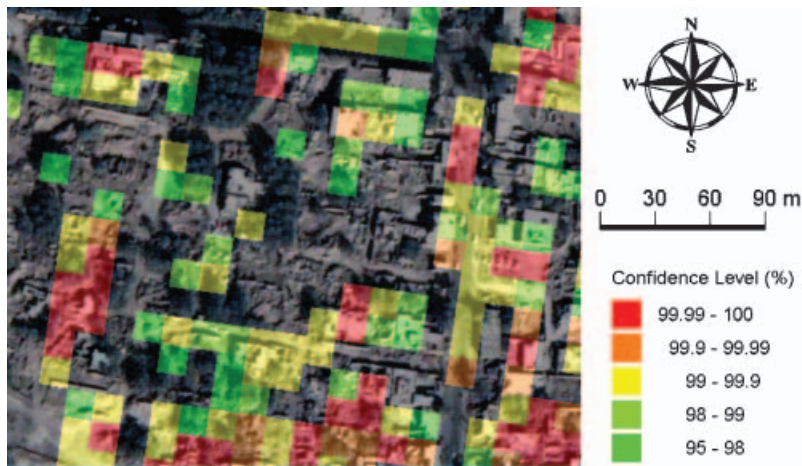 N
W E
S
0 30 60 90 m
Confidence Level (%)
99.99 - 100
99.9 - 99.99
99 - 99.9
98 - 99
95 - 98